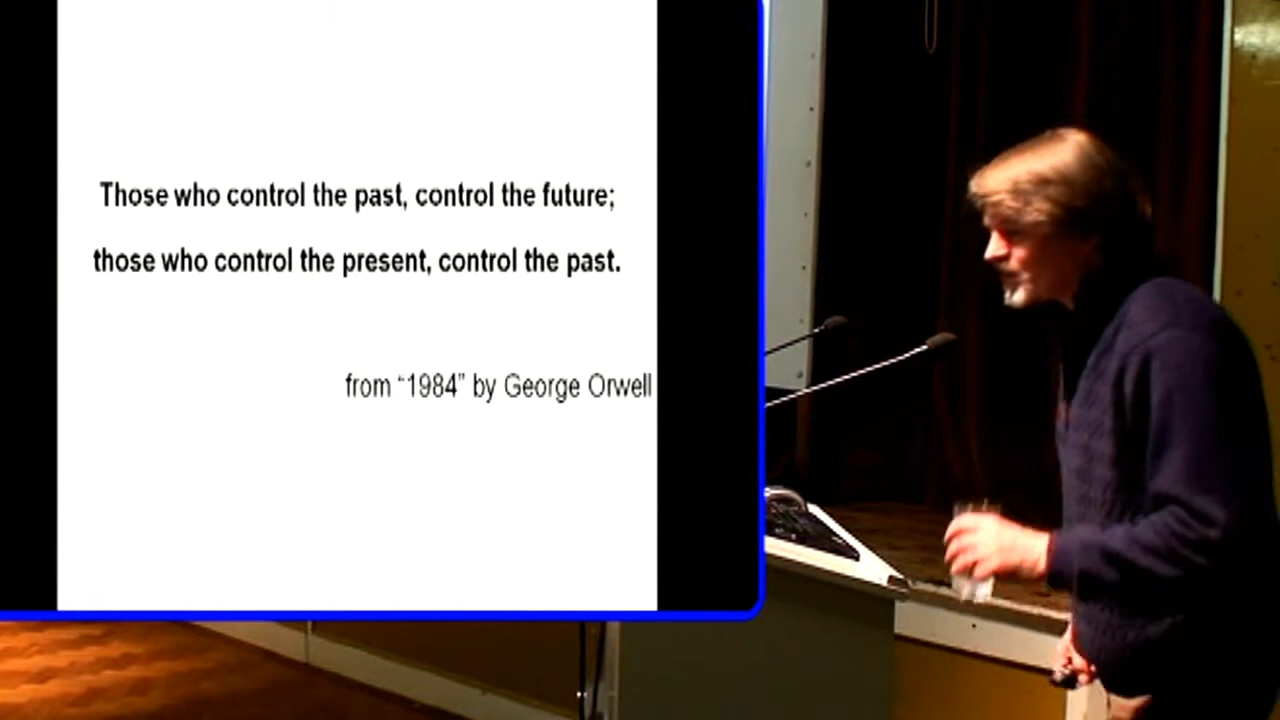 Those who control the past, control the future;
those who control the present, control the past.
from “1984” by George Orwell